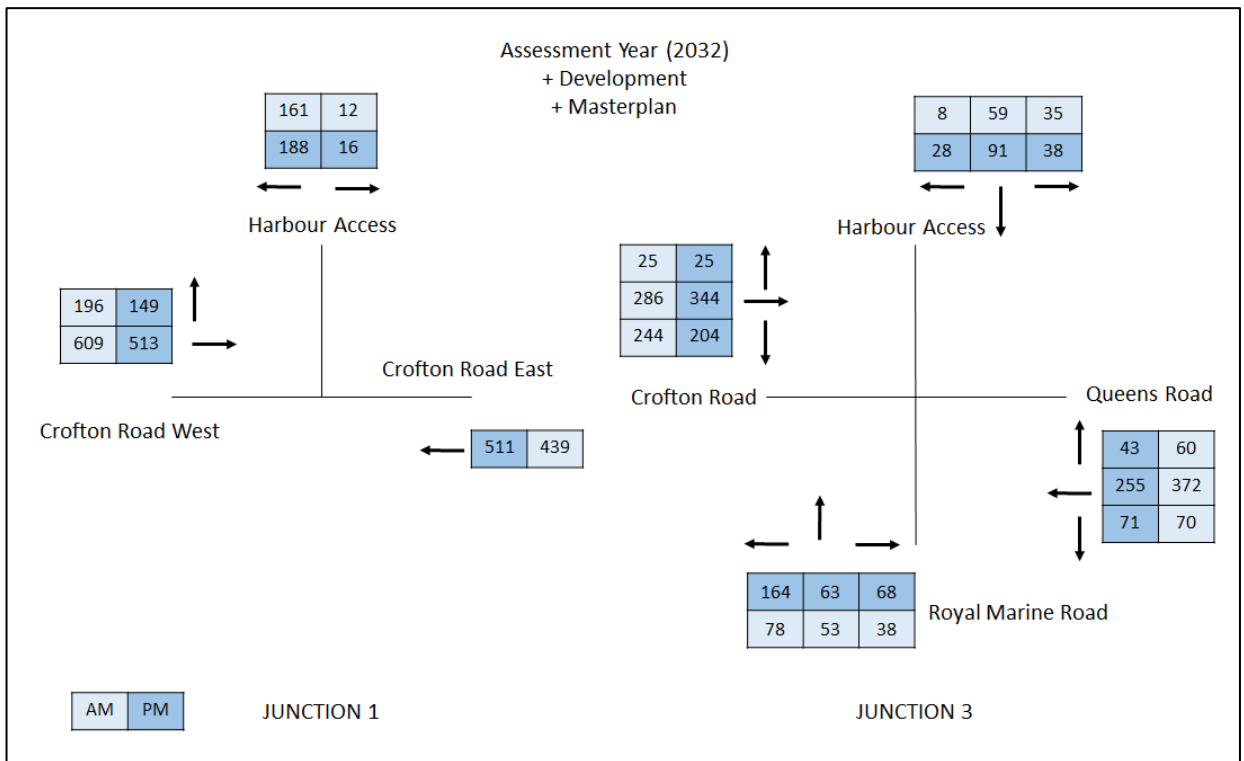 Assessment Year (2032)
+ Development
+ Masterplan
161 12
188 16
Harbour Access
196 149
609 513
Crofton Road East
Crofton Road West
511 439
AM PM
JUNCTION 1
8 59 35
28 91 38
Harbour Access
25 25
286 344
244 204
Crofton Road
Queens Road
43 60
255 372
71 70
164 63 68
78 53 38
Royal Marine Road
JUNCTION 3